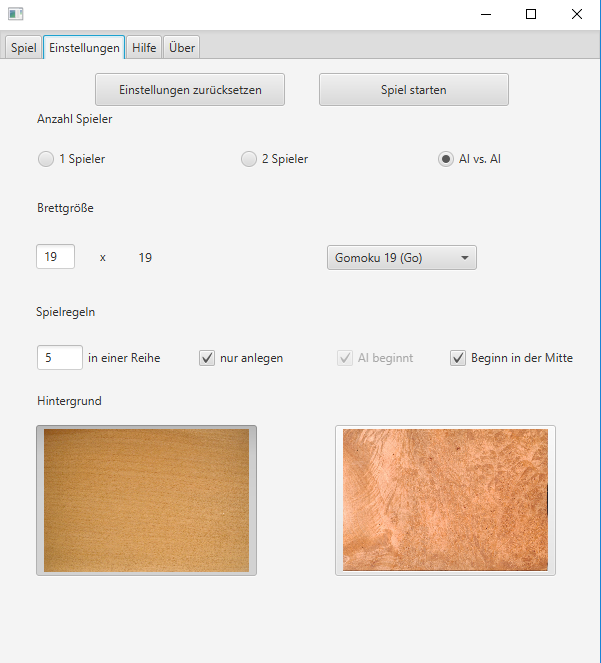 Spiel Einstellungen Hilfe Über
Einstellungen zurücksetzen Spiel starten
Anzahl Spieler
1 Spieler 2 Spieler AI vs. AI
Brettgröße
19 x 19 Gomoku 19 (Go)
Spielregeln
5 in einer Reihe nur anlegen AI beginnt Beginn in der Mitte
Hintergrund